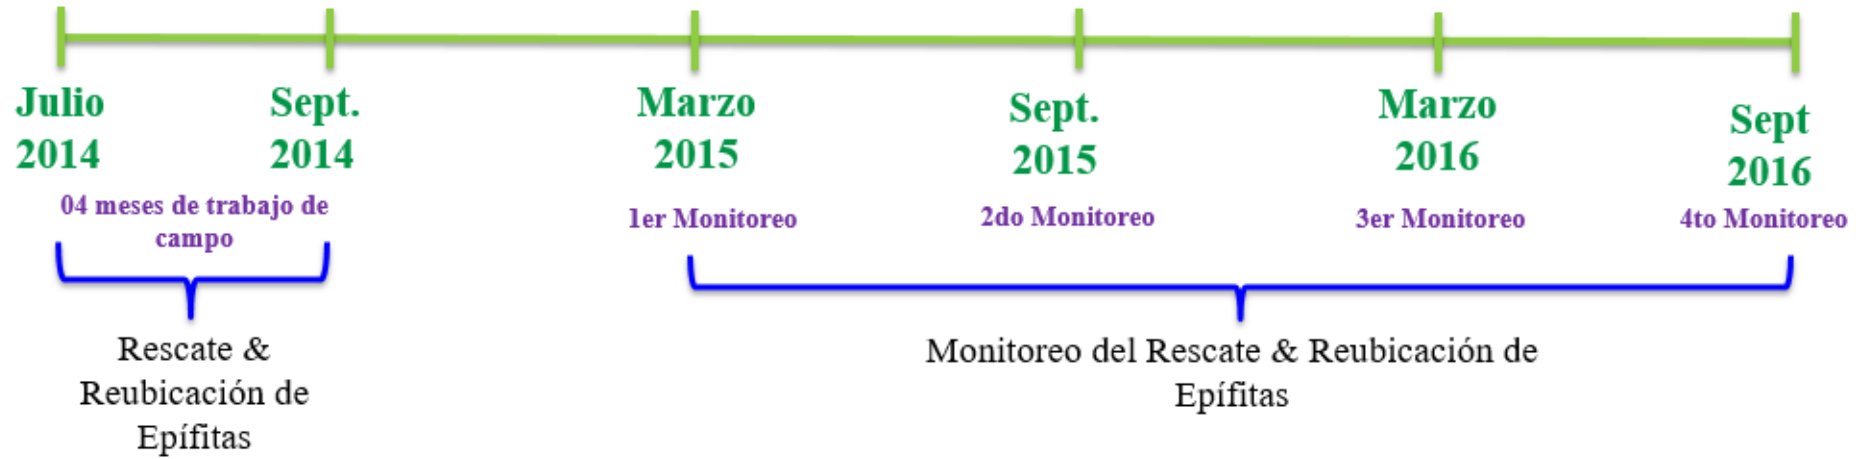 Julio
2014
Sept.
2014
Marzo
2015
Sept.
2015
Marzo
2016
Sept
2016
04 meses de trabajo de
campo
1er Monitoreo
2do Monitoreo
3er Monitoreo
4to Monitoreo
Rescate &
Reubicación de
Epífitas
Monitoreo del Rescate & Reubicación de
Epífitas